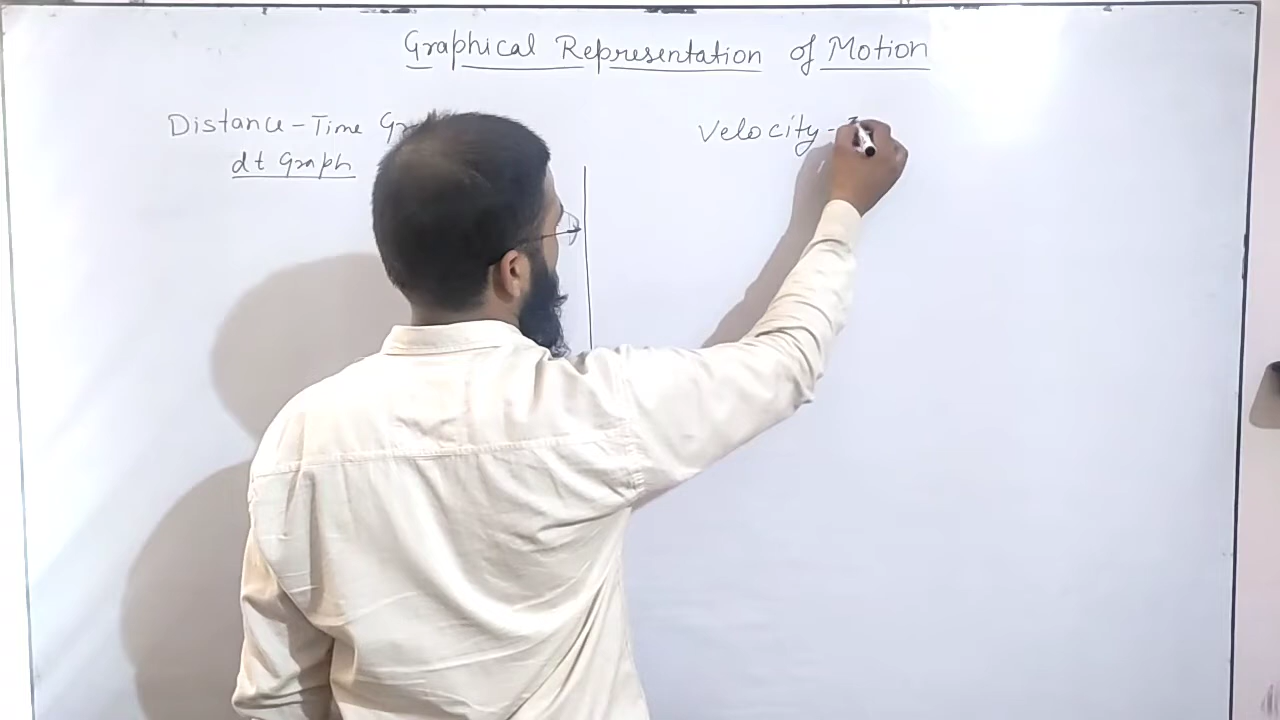 Graphical Representation of Motion
Distance - Time
dt Graph
Velocity -